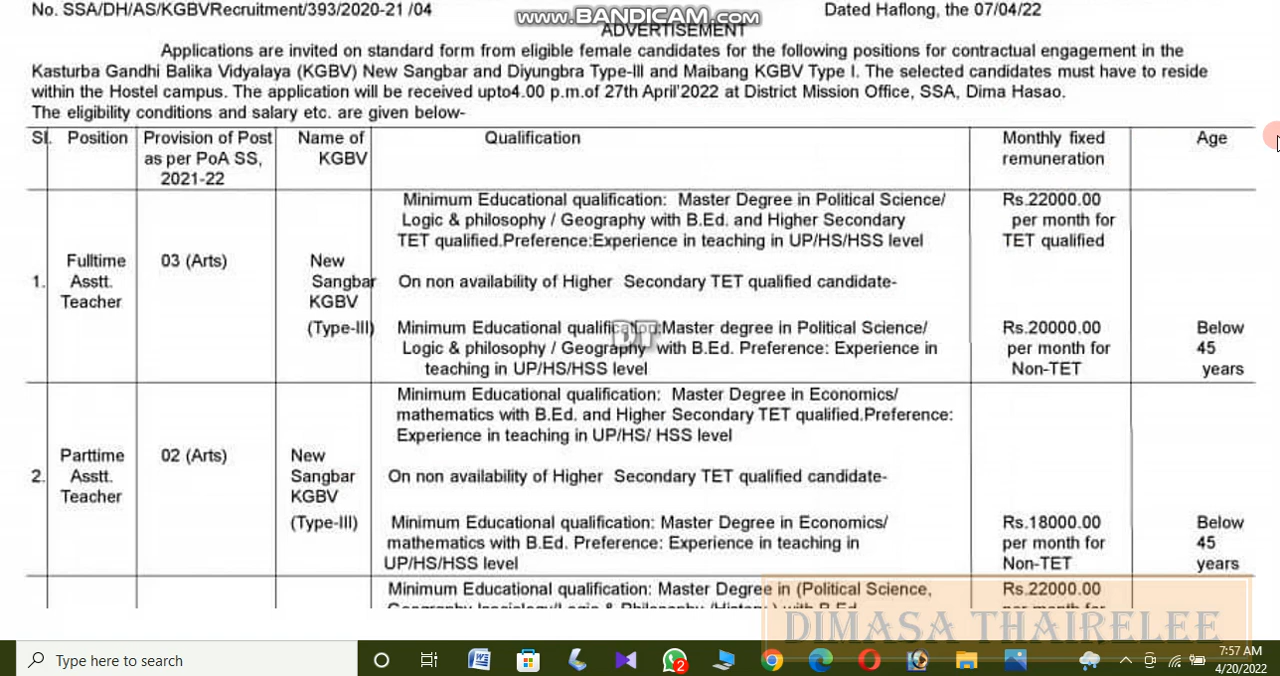 No. SSA/DH/AS/KGBVRecruitment/393/2020-21 /04 Dated Haflong, the 07/04/22
www.BANDICAM.com
ADVERTISEMENT
Applications are invited on standard form from eligible female candidates for the following positions for contractual engagement in the
Kasturba Gandhi Balika Vidyalaya (KGBV) New Sangbar and Diyungbra Type-III and Maibang KGBV Type I. The selected candidates must have to reside
within the Hostel campus. The application will be received upto4.00 p.m.of 27th April'2022 at District Mission Office, SSA, Dima Hasao.
The eligibility conditions and salary etc. are given below-
Sl. Position Provision of Post Name of Qualification Monthly fixed Age
as per PoA SS, KGBV remuneration
2021-22
Minimum Educational qualification: Master Degree in Political Science/ Rs.22000.00
Logic & philosophy / Geography with B.Ed. and Higher Secondary per month for
TET qualified.Preference:Experience in teaching in UP/HS/HSS level TET qualified
Fulltime 03 (Arts) New
1. Asstt. Sangbar On non availability of Higher Secondary TET qualified candidate-
Teacher KGBV
(Type-III) Minimum Educational qualification:Master degree in Political Science/ Rs.20000.00 Below
DT
Logic & philosophy / Geography with B.Ed. Preference: Experience in per month for 45
teaching in UP/HS/HSS level Non-TET years
Minimum Educational qualification: Master Degree in Economics/
mathematics with B.Ed. and Higher Secondary TET qualified.Preference:
Experience in teaching in UP/HS/ HSS level
Parttime 02 (Arts) New
2. Asstt. Sangbar On non availability of Higher Secondary TET qualified candidate-
Teacher KGBV
(Type-III) Minimum Educational qualification: Master Degree in Economics/ Rs.18000.00 Below
mathematics with B.Ed. Preference: Experience in teaching in per month for 45
UP/HS/HSS level Non-TET years
Minimum Educational qualification: Master Degree in (Political Science, Rs.22000.00
DIMASA THAIRELEE
Type here to search
2
7:57 AM
4/20/2022